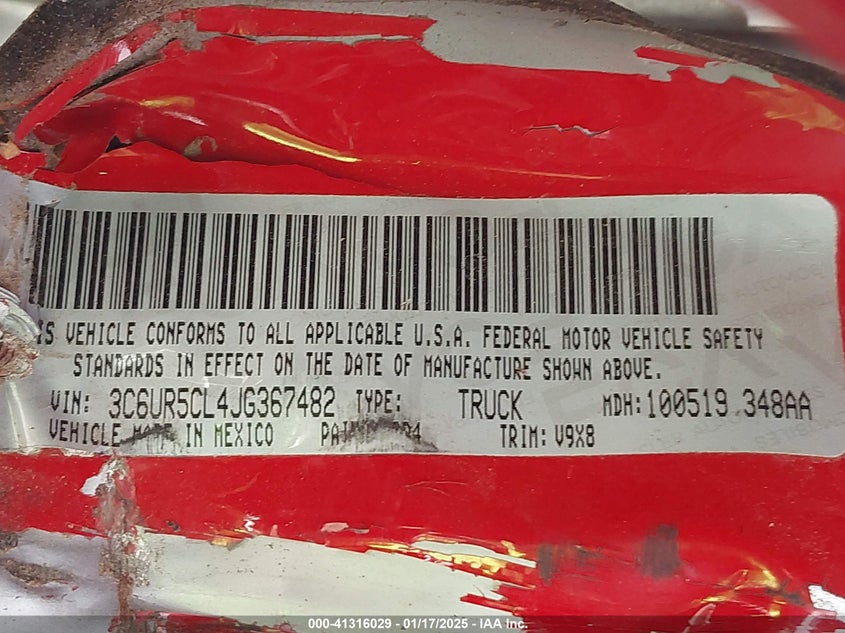 IS VEHICLE CONFORMS TO ALL APPLICABLE U.S.A. FEDERAL MOTOR VEHICLE SAFETY
STANDARDS IN EFFECT ON THE DATE OF MANUFACTURE SHOWN ABOVE.
VIN: 3C6UR5CL4JG367482 TYPE: TRUCK MDH:100519 348AA
VEHICLE MADE IN MEXICO TRIM:V9X8
000-41316029 - 01/17/2025 - IAA Inc.